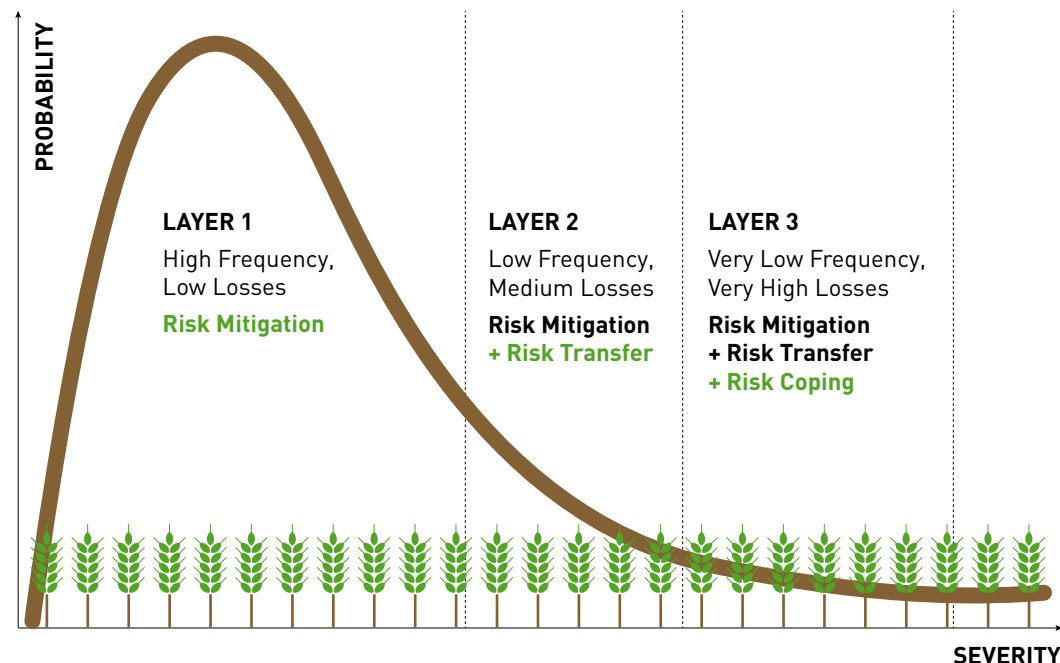 PROBABILITY
LAYER 1
High Frequency,
Low Losses
Risk Mitigation
LAYER 2
Low Frequency,
Medium Losses
Risk Mitigation
+ Risk Transfer
LAYER 3
Very Low Frequency,
Very High Losses
Risk Mitigation
+ Risk Transfer
+ Risk Coping
SEVERITY